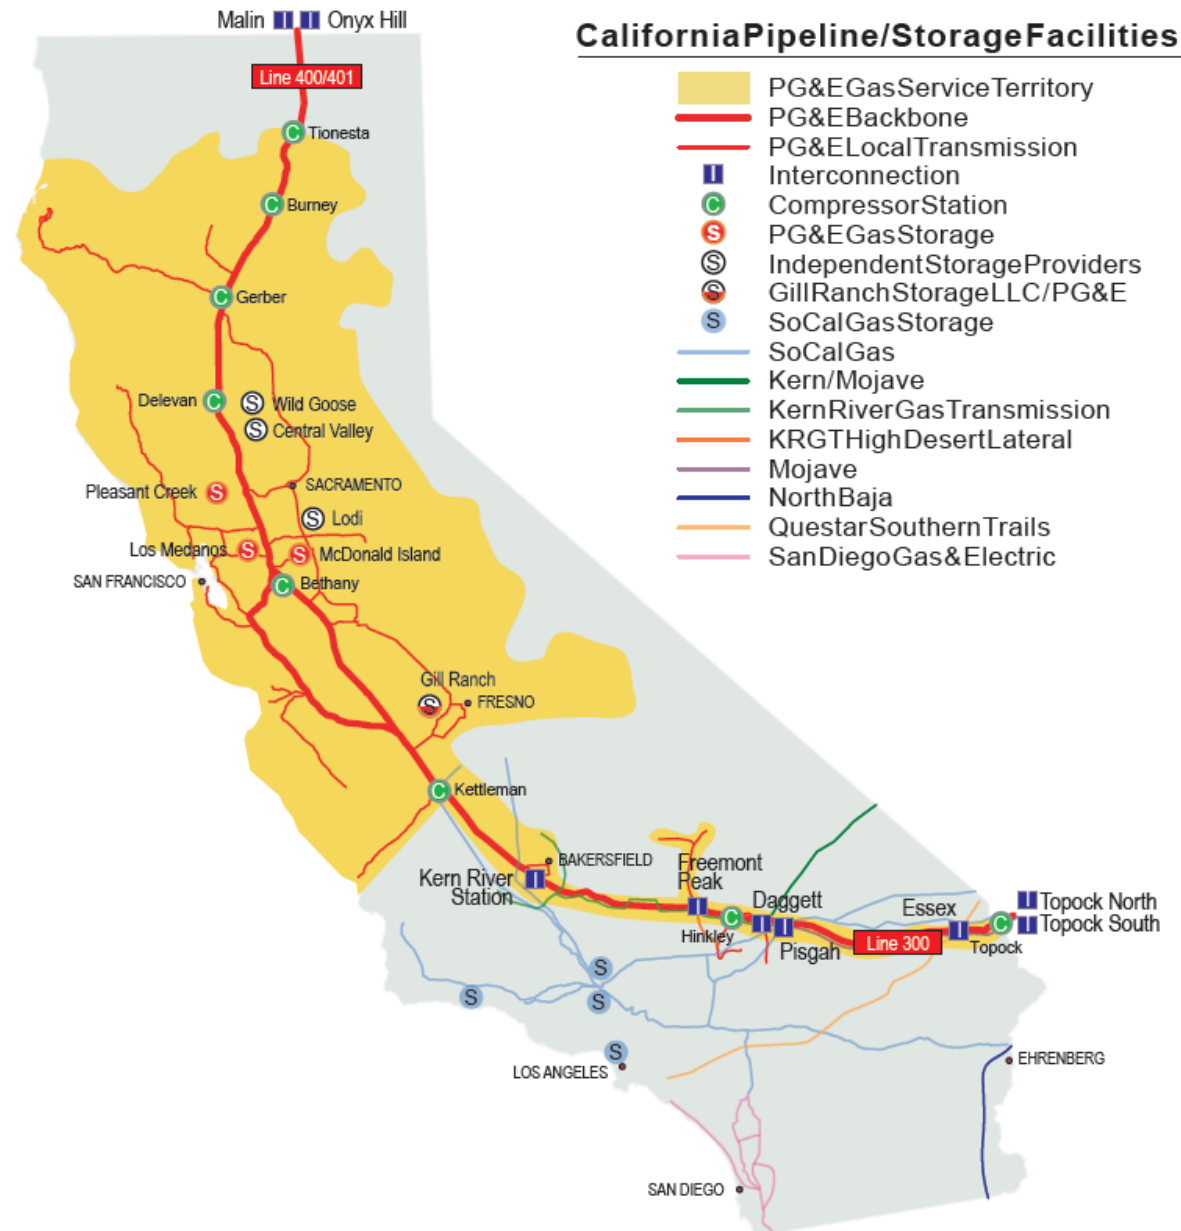 Malin I I Onyx Hill
CaliforniaPipeline/StorageFacilities
Line 400/401
PG&EGasServiceTerritory
PG&EBackbone
PG&ELocalTransmission
I Interconnection
C CompressorStation
S PG&EGasStorage
S IndependentStorageProviders
S GillRanchStorageLLC/PG&E
S SoCalGasStorage
SoCalGas
Kern/Mojave
KernRiverGasTransmission
KRGTHighDesertLateral
Mojave
NorthBaja
QuestarSouthernTrails
SanDiegoGas&Electric
C Tionesta
C Burney
C Gerber
Delevan C
S Wild Goose
S Central Valley
Pleasant Creek S
SACRAMENTO
S Lodi
Los Medanos S
S McDonald Island
SAN FRANCISCO
C Bethany
Gill Ranch
S FRESNO
C Kettleman
BAKERSFIELD
Kern River
Station
I
Freemont
Peak
I
C
Hinkley
Daggett
I I
Pisgah
Line 300
Essex
I
C
Topock
I Topock North
I Topock South
S
S
S
S
LOS ANGELES
EHRENBERG
SAN DIEGO